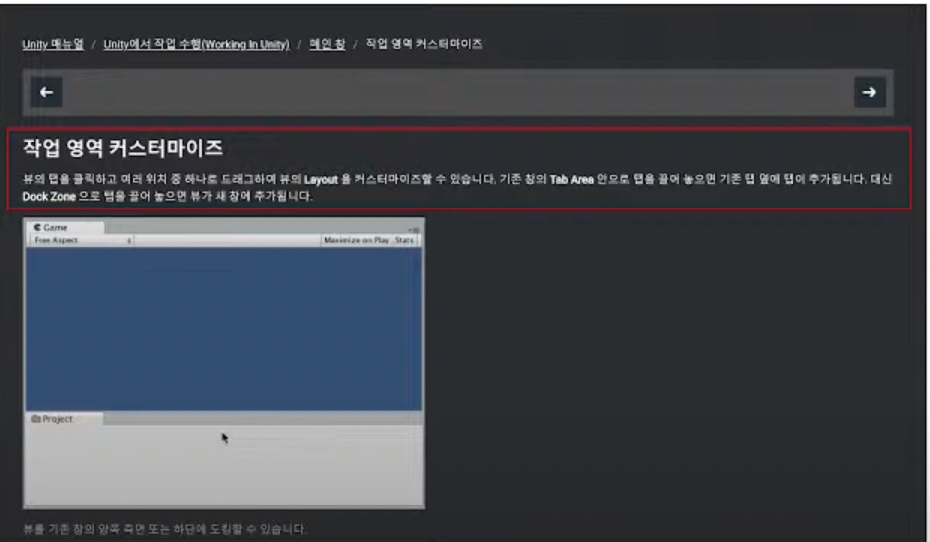 Unity 매뉴얼 / Unity에서 작업 수행(Working In Unity) / 메인 창 / 작업 영역 커스터마이즈
작업 영역 커스터마이즈
뷰의 탭을 클릭하고 여러 위치 중 하나로 드래그하여 뷰의 Layout 을 커스터마이즈할 수 있습니다. 기존 창의 Tab Area 안으로 탭을 끌어 놓으면 기존 탭 옆에 탭이 추가됩니다. 대신
Dock Zone 으로 탭을 끌어 놓으면 뷰가 새 창에 추가됩니다.
Game
Free Aspect Maximize on Play Stats
Project
뷰를 기존 창의 양쪽 측면 또는 하단에 도킹할 수 있습니다.